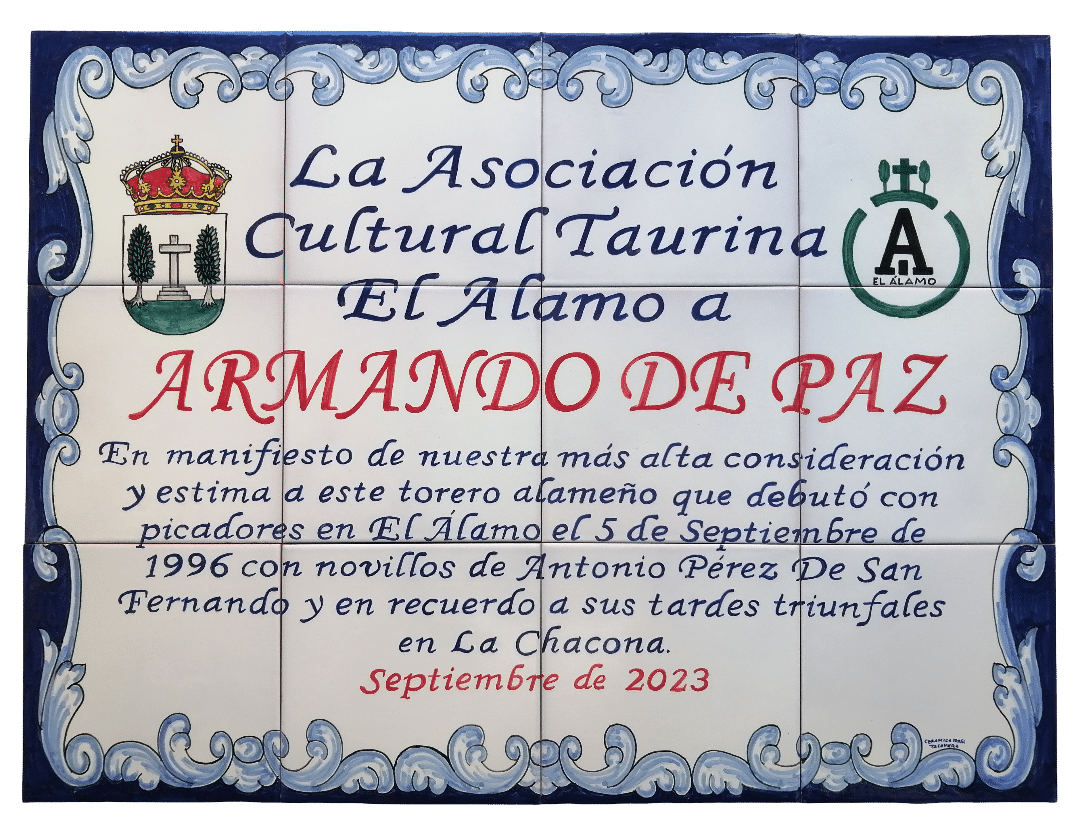 La Asociación
Cultural Taurina
El Álamo a
A
EL ÁLAMO
ARMANDO DE PAZ
En manifiesto de nuestra más alta consideración
y estima a este torero alameño que debutó con
picadores en El Álamo el 5 de Septiembre de
1996 con novillos de Antonio Pérez De San
Fernando y en recuerdo a sus tardes triunfales
en La Chacona.
Septiembre de 2023
TALAVERA